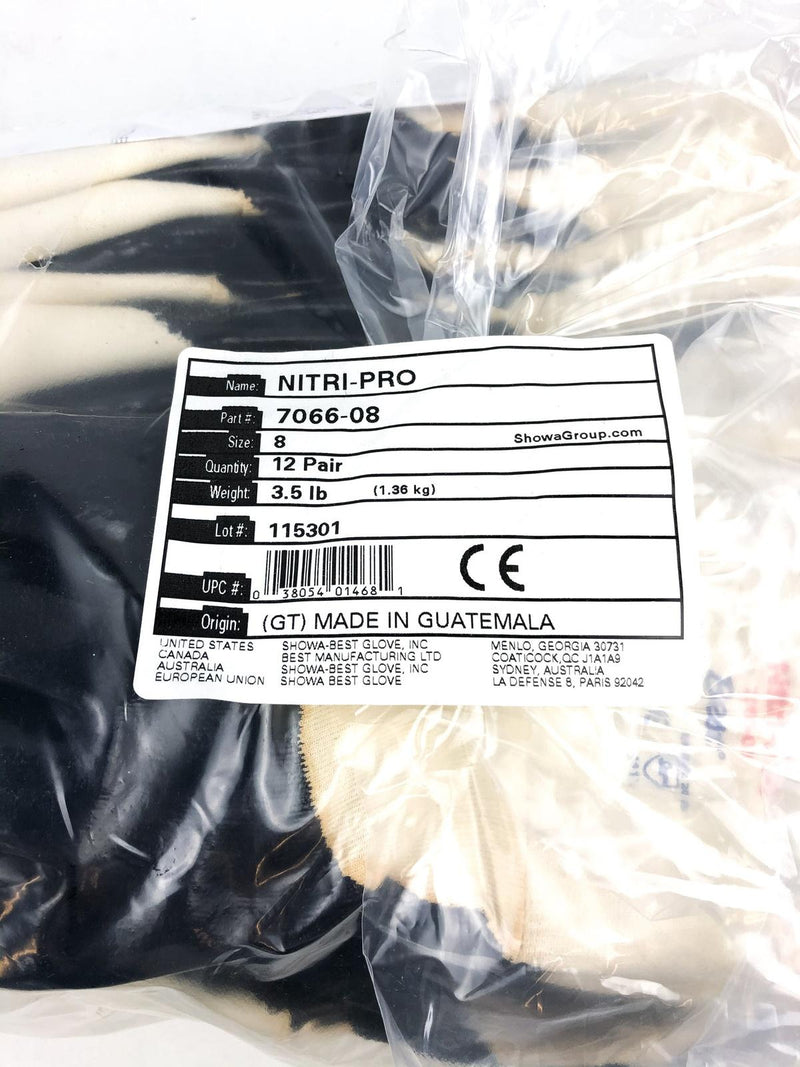 Name: NITRI-PRO
Part #: 7066-08
Size: 8 ShowaGroup.com
Quantity: 12 Pair
Weight: 3.5 lb (1.36 kg)
Lot #: 115301
CE
UPC #: 0 38054 01468 1
Origin: (GT) MADE IN GUATEMALA
UNITED STATES SHOWA-BEST GLOVE, INC MENLO, GEORGIA 30731
CANADA BEST MANUFACTURING LTD COATICOCK,QC J1A1A9
AUSTRALIA SHOWA-BEST GLOVE, INC SYDNEY, AUSTRALIA
EUROPEAN UNION SHOWA BEST GLOVE LA DEFENSE 8, PARIS 92042